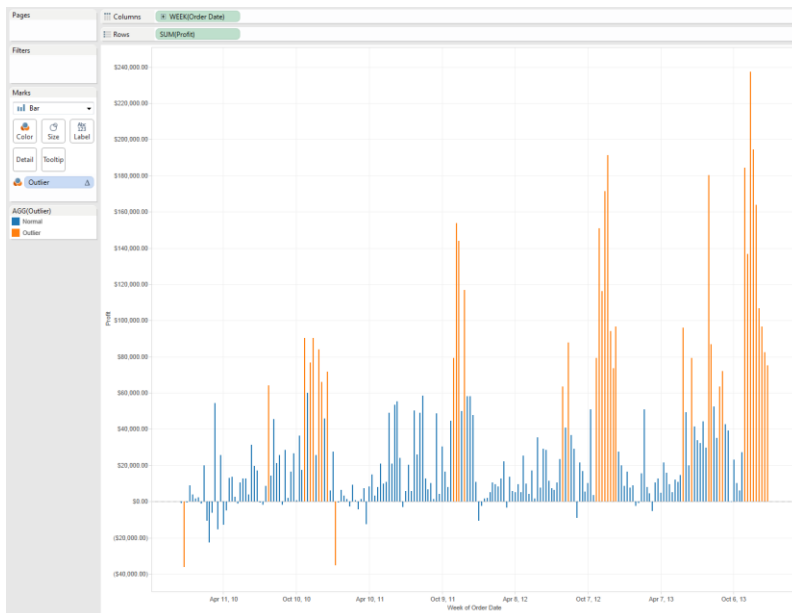 Pages
Columns
WEEK(Order Date)
Rows
SUM(Profit)
Filters
Marks
Bar
Color
Size
Abc
123
Label
Detail
Tooltip
Outlier
AGG(Outlier)
Normal
Outlier
Profit
$240,000.00
$220,000.00
$200,000.00
$180,000.00
$160,000.00
$140,000.00
$120,000.00
$100,000.00
$80,000.00
$60,000.00
$40,000.00
$20,000.00
$0.00
($20,000.00)
($40,000.00)
Apr 11, 10
Oct 10, 10
Apr 10, 11
Oct 9, 11
Apr 8, 12
Oct 7, 12
Apr 7, 13
Oct 6, 13
Week of Order Date